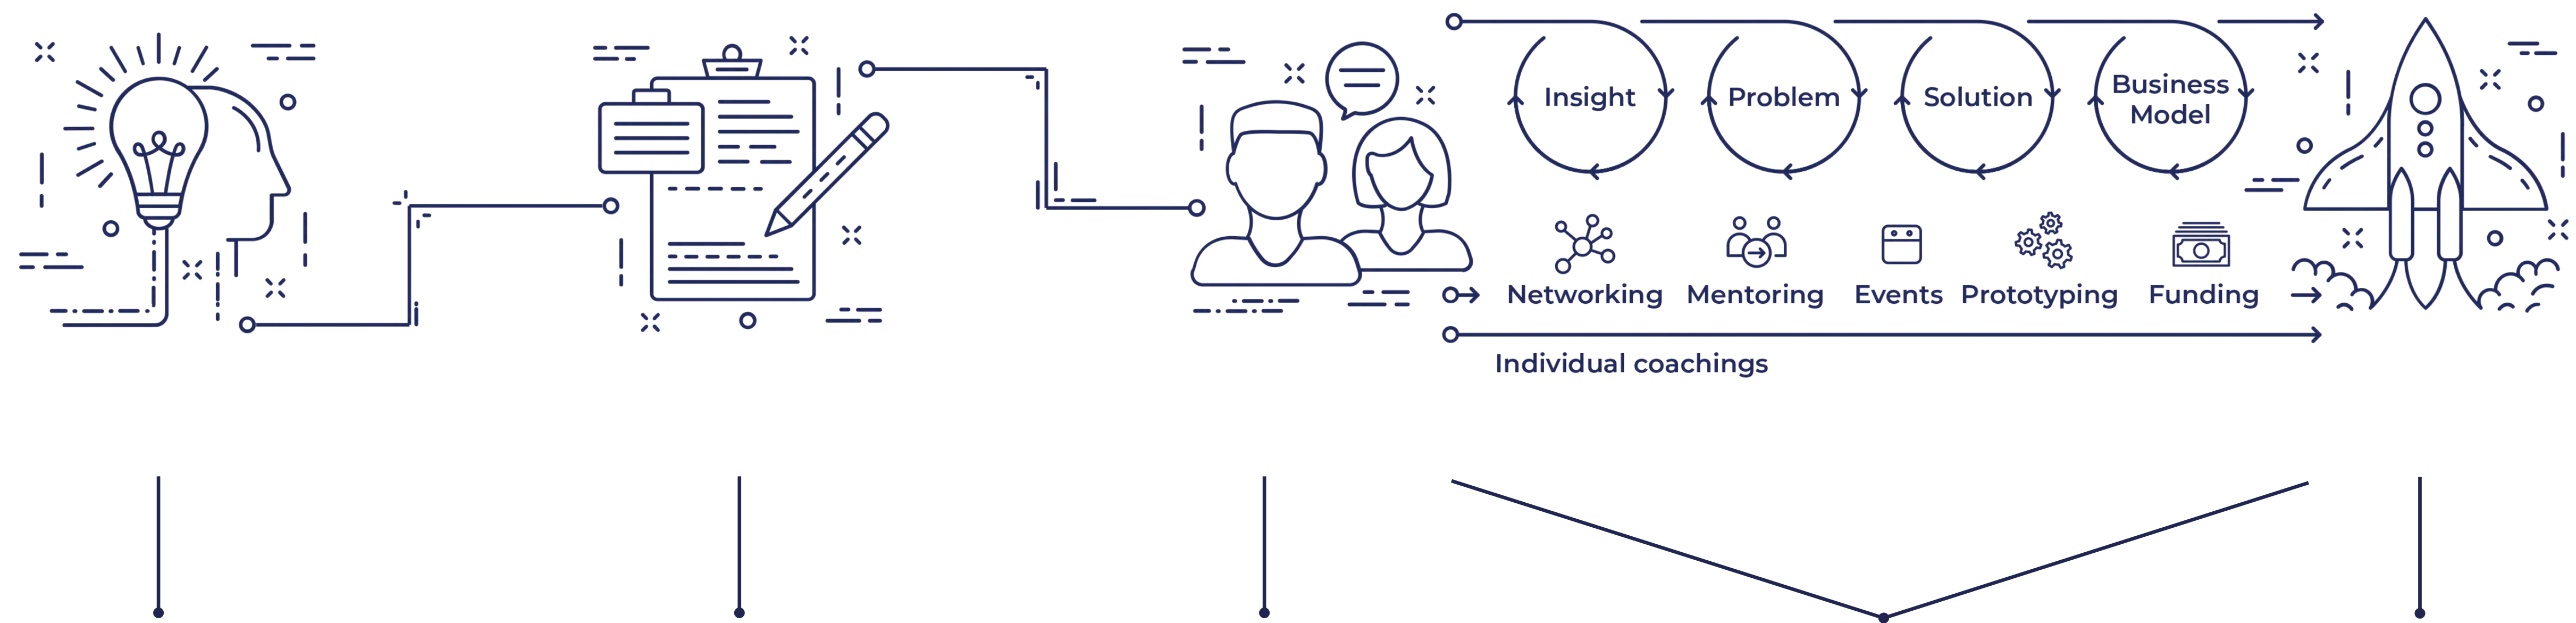 Insight
Problem
Solution
Business
Model
Networking
Mentoring
Events
Prototyping
Funding
Individual coachings